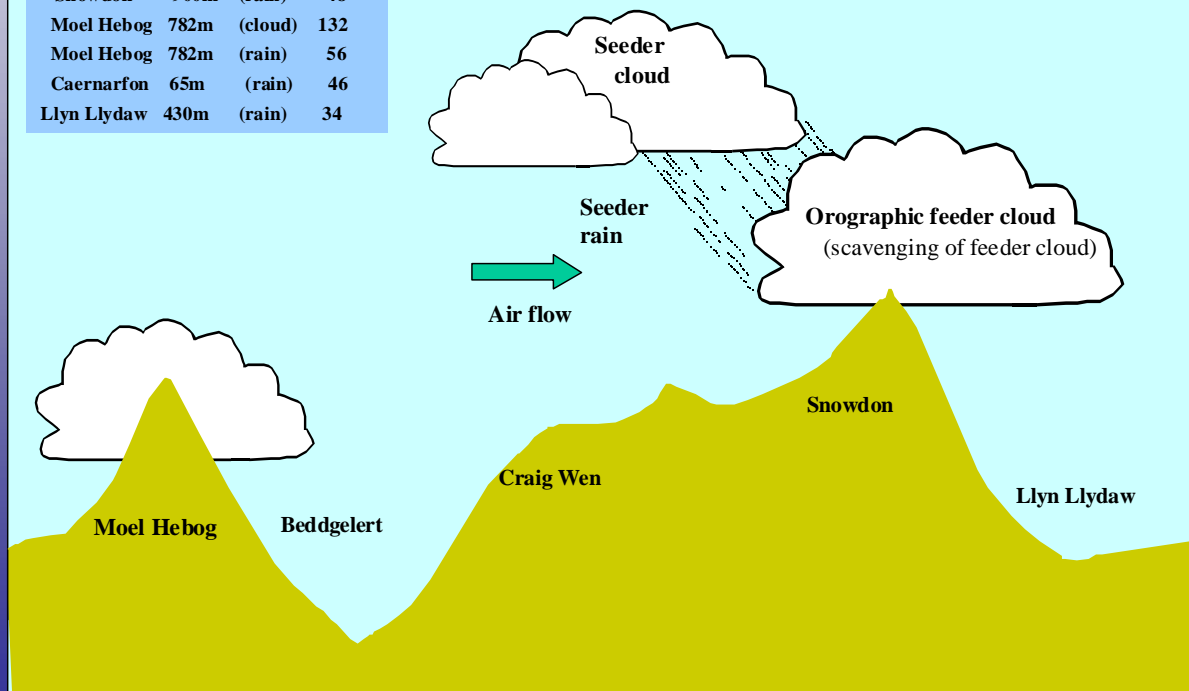 Moel Hebog 782m (cloud) 132
Moel Hebog 782m (rain) 56
Caernarfon 65m (rain) 46
Llyn Llydaw 430m (rain) 34
Seeder
cloud
Seeder
rain
Orographic feeder cloud
(scavenging of feeder cloud)
Air flow
Snowdon
Craig Wen
Llyn Llydaw
Moel Hebog
Beddgelert